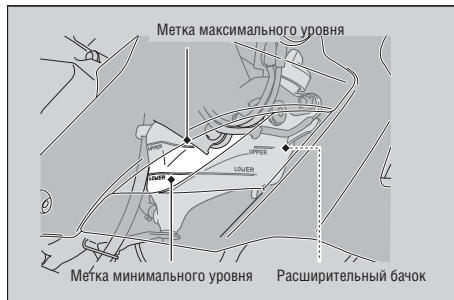 Метка максимального уровня
UPPER
UPPER
LOWER
LOWER
Метка минимального уровня Расширительный бачок